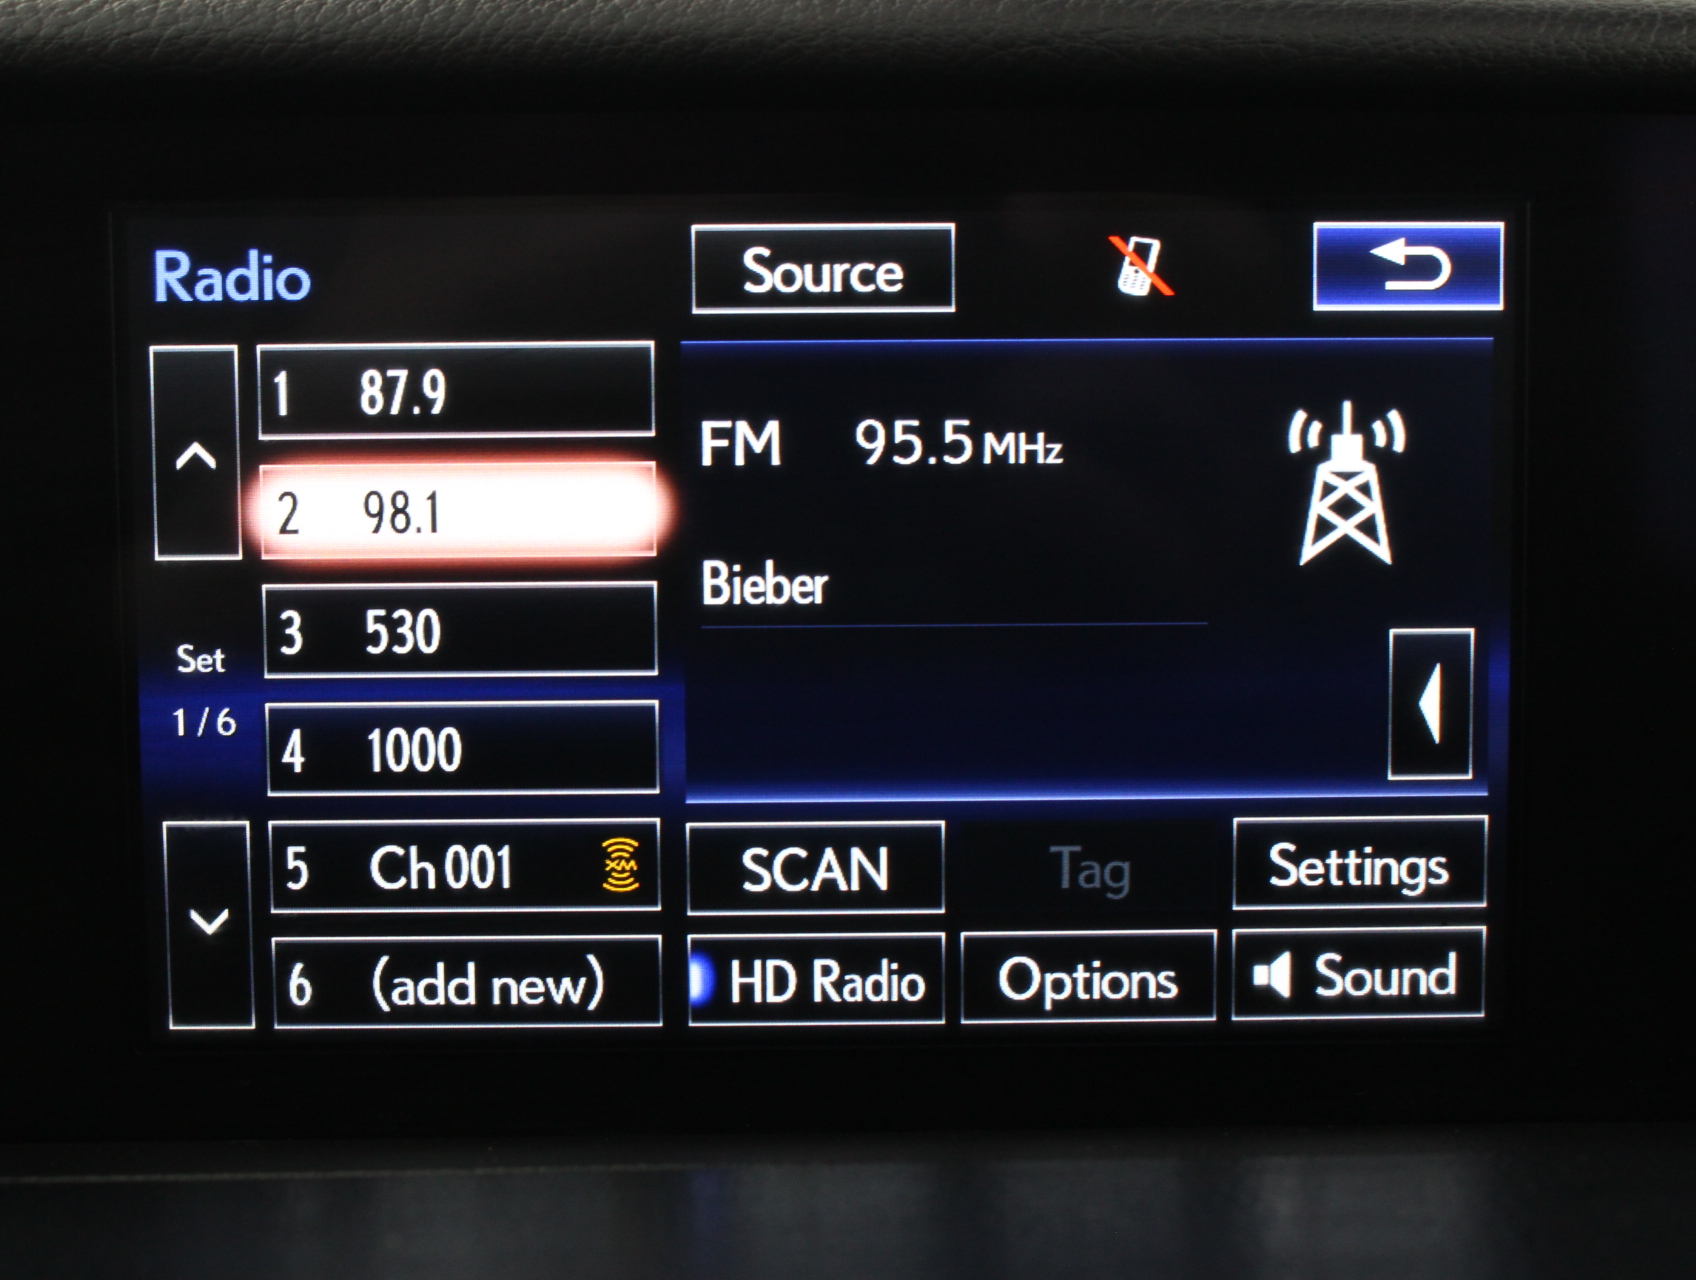 Radio
Source
1 87.9
2 98.1
3 530
4 1000
5 Ch 001 XM
6 (add new)
Set
1/6
FM 95.5 MHz
Bieber
SCAN
Tag
Settings
HD Radio
Options
Sound